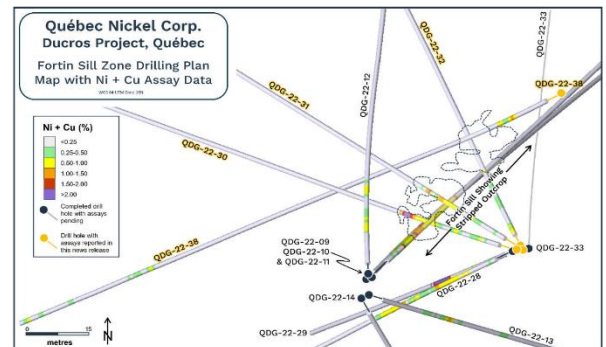 Québec Nickel Corp.
Ducros Project, Québec
Fortin Sill Zone Drilling Plan
Map with Ni + Cu Assay Data
Ni + Cu (%)
<0.25
0.25-0.50
0.50-1.00
1.00-1.50
1.50-2.00
>2.00
Completed drill
hole with assays
pending
Drill hole with
assays reported in
this news release
QDG-22-33
QDG-22-32
QDG-22-12
QDG-22-38
QDG-22-31
QDG-22-30
Fortin Sill Showing
Stripped Outcrop
QDG-22-38
QDG-22-09
QDG-22-10
& QDG-22-11
QDG-22-33
QDG-22-28
QDG-22-14
QDG-22-29
QDG-22-13
0
15
metres
N